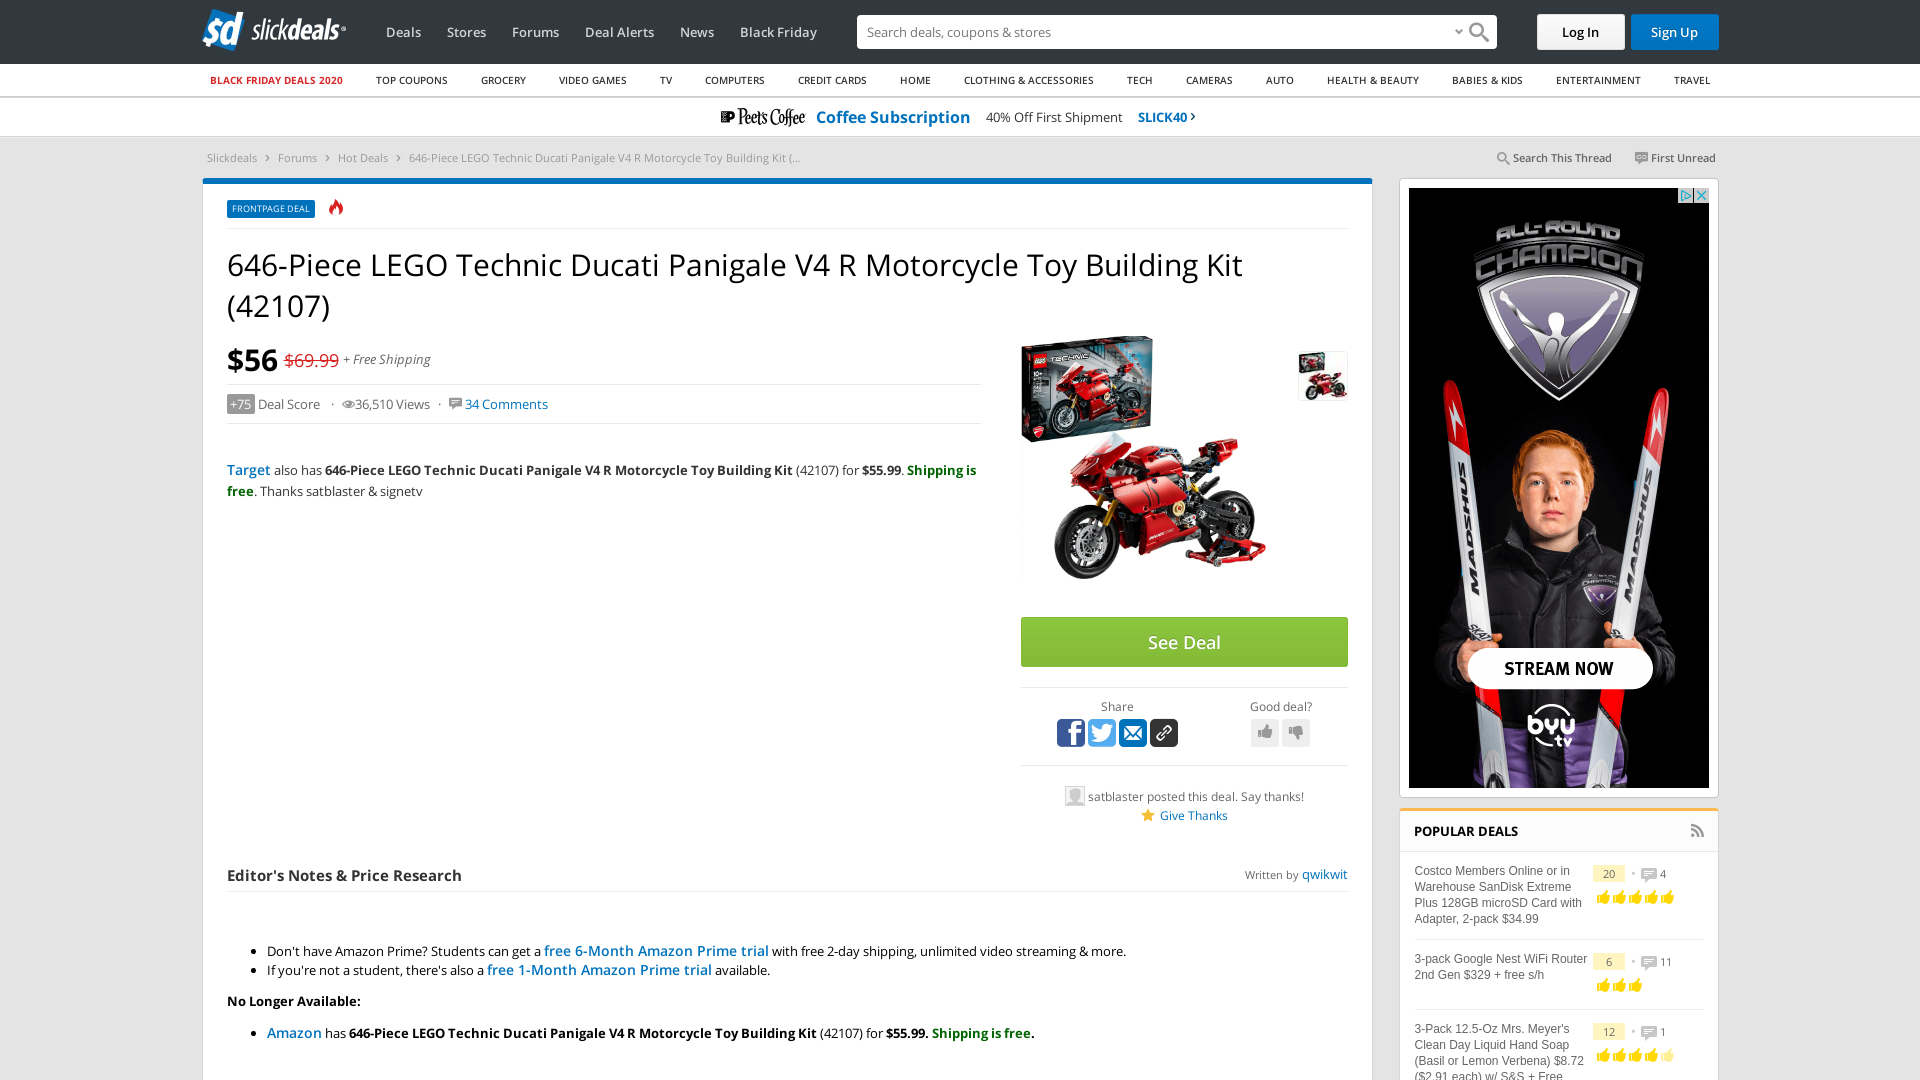 sd slickdeals
Deals Stores Forums Deal Alerts News Black Friday
Search deals, coupons & stores
Log In Sign Up
BLACK FRIDAY DEALS 2020 TOP COUPONS GROCERY VIDEO GAMES TV COMPUTERS CREDIT CARDS HOME CLOTHING & ACCESSORIES TECH CAMERAS AUTO HEALTH & BEAUTY BABIES & KIDS ENTERTAINMENT TRAVEL
Peet's Coffee Coffee Subscription 40% Off First Shipment SLICK40
Slickdeals Forums Hot Deals 646-Piece LEGO Technic Ducati Panigale V4 R Motorcycle Toy Building Kit (...
Search This Thread First Unread
FRONTPAGE DEAL
646-Piece LEGO Technic Ducati Panigale V4 R Motorcycle Toy Building Kit
(42107)
$56 $69.99 + Free Shipping
+75 Deal Score · 36,510 Views · 34 Comments
Target also has 646-Piece LEGO Technic Ducati Panigale V4 R Motorcycle Toy Building Kit (42107) for $55.99. Shipping is
free. Thanks satblaster & signetv
TECHNIC
See Deal
Share
Good deal?
satblaster posted this deal. Say thanks!
Give Thanks
Editor's Notes & Price Research
Written by qwikwit
Don't have Amazon Prime? Students can get a free 6-Month Amazon Prime trial with free 2-day shipping, unlimited video streaming & more.
If you're not a student, there's also a free 1-Month Amazon Prime trial available.
No Longer Available:
Amazon has 646-Piece LEGO Technic Ducati Panigale V4 R Motorcycle Toy Building Kit (42107) for $55.99. Shipping is free.
ALL-ROUND
CHAMPION
MADSHUS
MADSHUS
ALL-ROUND
CHAMPION
STREAM NOW
byu
tv
POPULAR DEALS
Costco Members Online or in
Warehouse SanDisk Extreme
Plus 128GB microSD Card with
Adapter, 2-pack $34.99
20 • 4
3-pack Google Nest WiFi Router
2nd Gen $329 + free s/h
6 • 11
3-Pack 12.5-Oz Mrs. Meyer's
Clean Day Liquid Hand Soap
(Basil or Lemon Verbena) $8.72
($2.91 each) w/ S&S + Free
12 • 1